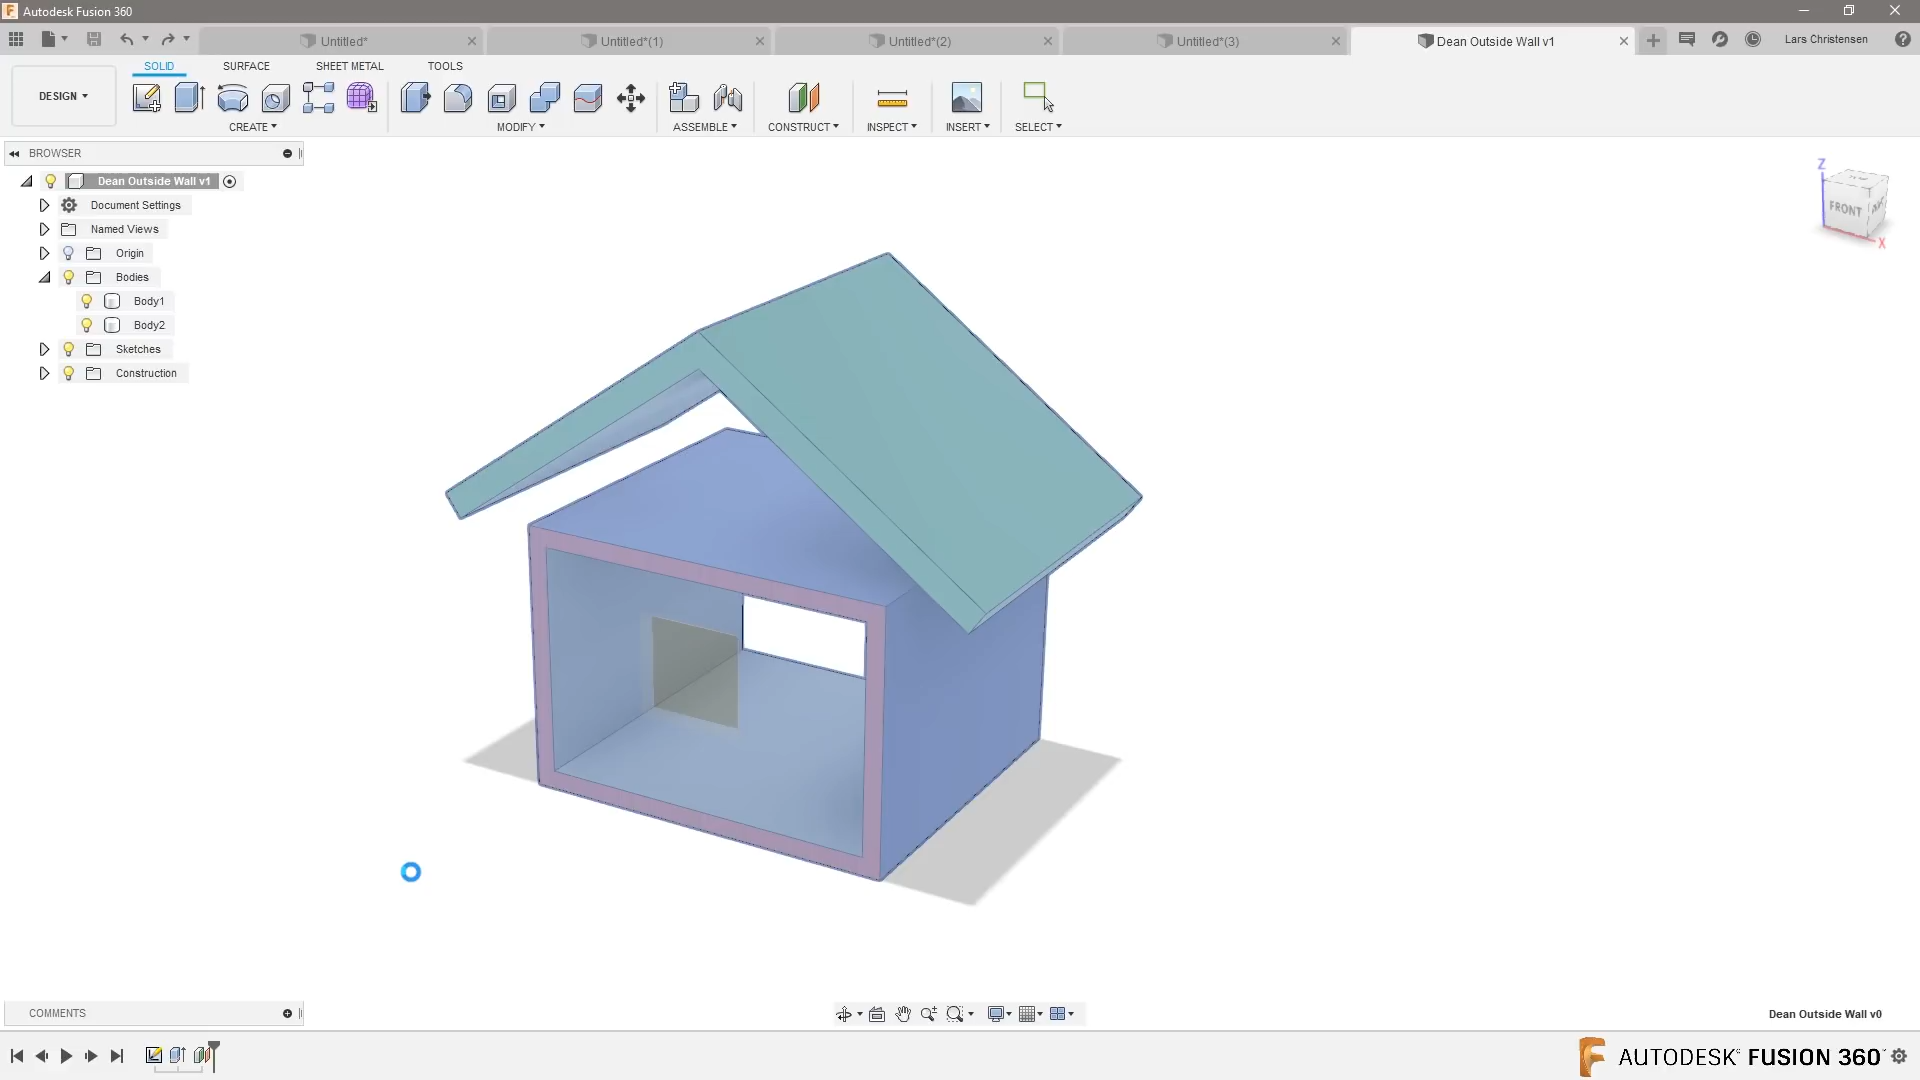 Autodesk Fusion 360
Untitled*
Untitled*(1)
Untitled*(2)
Untitled*(3)
Dean Outside Wall v1
Lars Christensen
DESIGN
SOLID
SURFACE
SHEET METAL
TOOLS
CREATE
MODIFY
ASSEMBLE
CONSTRUCT
INSPECT
INSERT
SELECT
BROWSER
Dean Outside Wall v1
Document Settings
Named Views
Origin
Bodies
Body1
Body2
Sketches
Construction
Z
FRONT
X
COMMENTS
Dean Outside Wall v0
AUTODESK FUSION 360